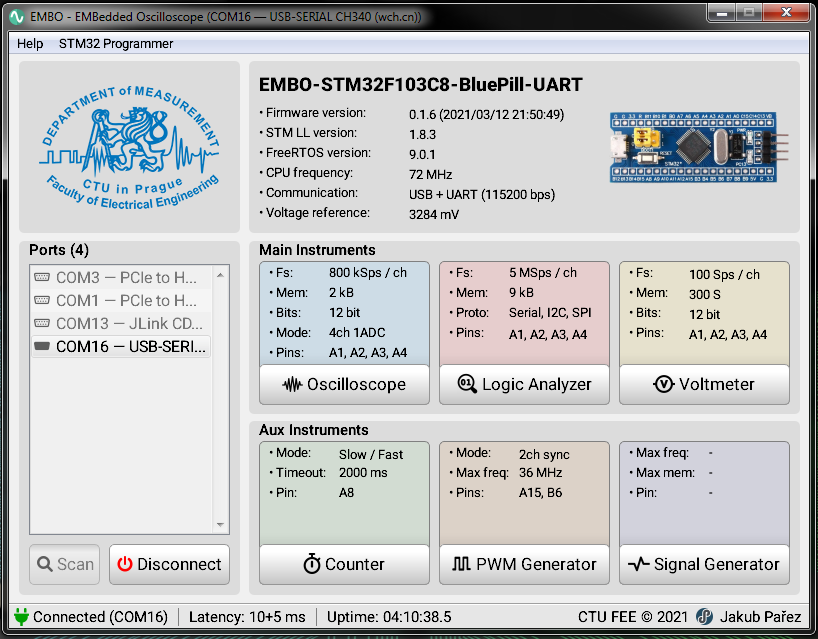 EMBO - EMBedded Oscilloscope (COM16 — USB-SERIAL CH340 (wch.cn))
Help STM32 Programmer
DEPARTMENT of MEASUREMENT
CTU in Prague
Faculty of Electrical Engineering
EMBO-STM32F103C8-BluePill-UART
• Firmware version: 0.1.6 (2021/03/12 21:50:49)
• STM LL version: 1.8.3
• FreeRTOS version: 9.0.1
• CPU frequency: 72 MHz
• Communication: USB + UART (115200 bps)
• Voltage reference: 3284 mV
Ports (4)
COM3 — PCIe to H...
COM1 — PCIe to H...
COM13 — JLink CD...
COM16 — USB-SERI...
Scan
Disconnect
Main Instruments
• Fs: 800 kSps / ch
• Mem: 2 kB
• Bits: 12 bit
• Mode: 4ch 1ADC
• Pins: A1, A2, A3, A4
Oscilloscope
• Fs: 5 MSps / ch
• Mem: 9 kB
• Proto: Serial, I2C, SPI
• Pins: A1, A2, A3, A4
Logic Analyzer
• Fs: 100 Sps / ch
• Mem: 300 S
• Bits: 12 bit
• Pins: A1, A2, A3, A4
Voltmeter
Aux Instruments
• Mode: Slow / Fast
• Timeout: 2000 ms
• Pin: A8
Counter
• Mode: 2ch sync
• Max freq: 36 MHz
• Pins: A15, B6
PWM Generator
• Max freq: -
• Max mem: -
• Pin: -
Signal Generator
Connected (COM16) Latency: 10+5 ms Uptime: 04:10:38.5 CTU FEE © 2021 Jakub Pařez